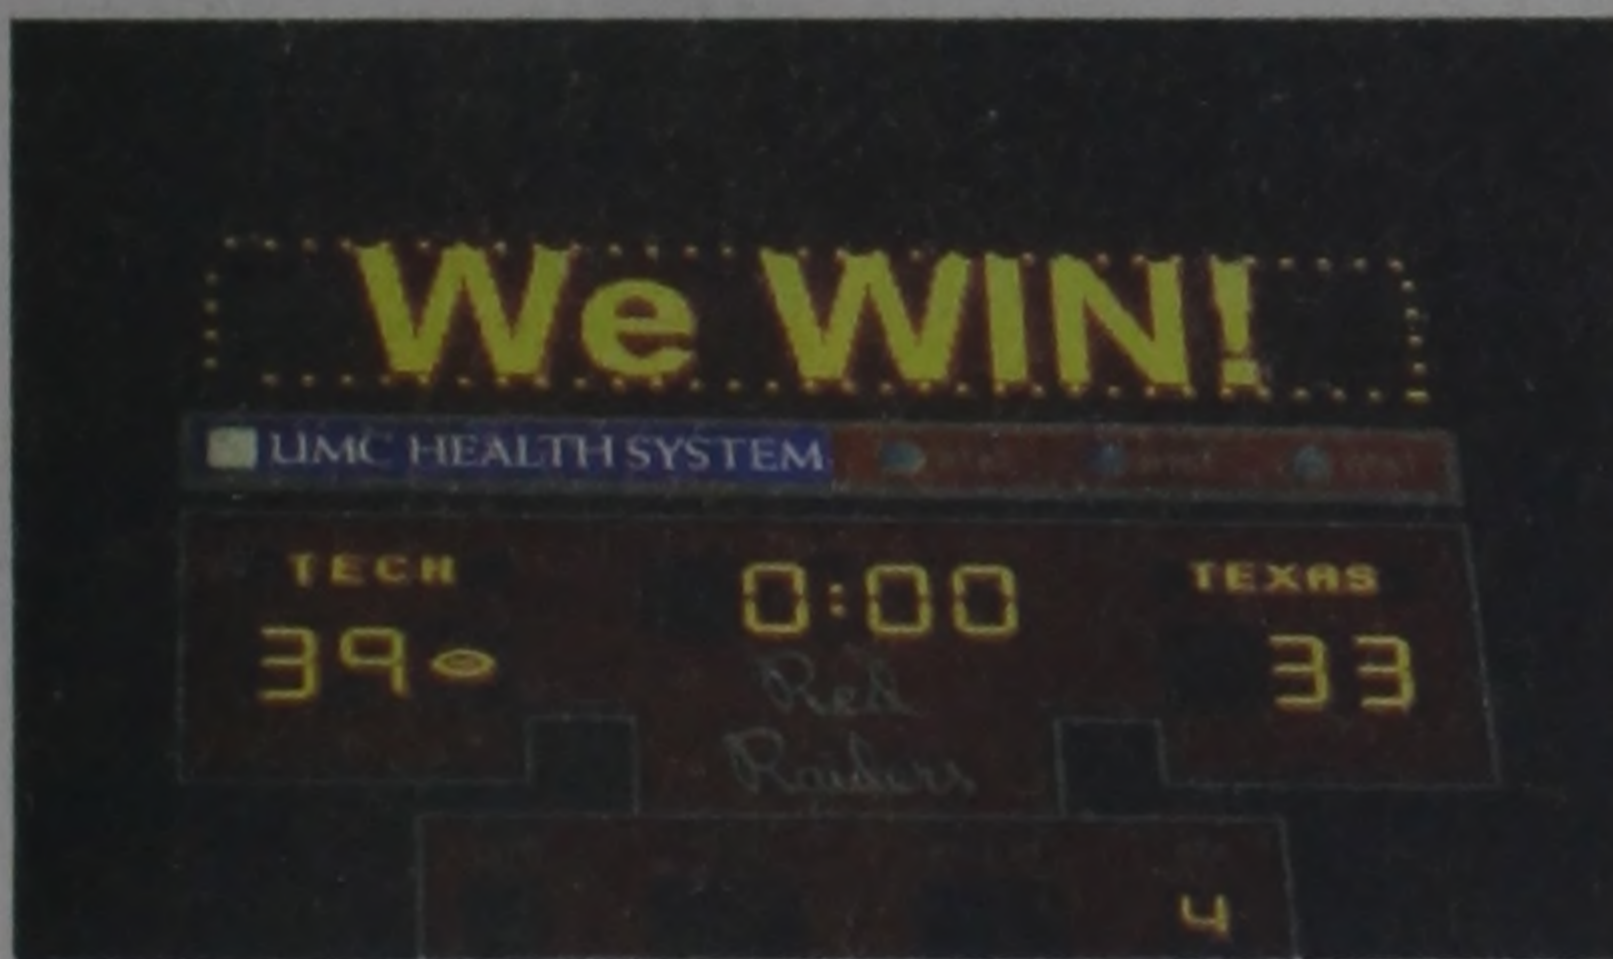 We WIN!
UMC HEALTH SYSTEM
TECH 0:00 TEXAS
39 33
Red
Raiders
4